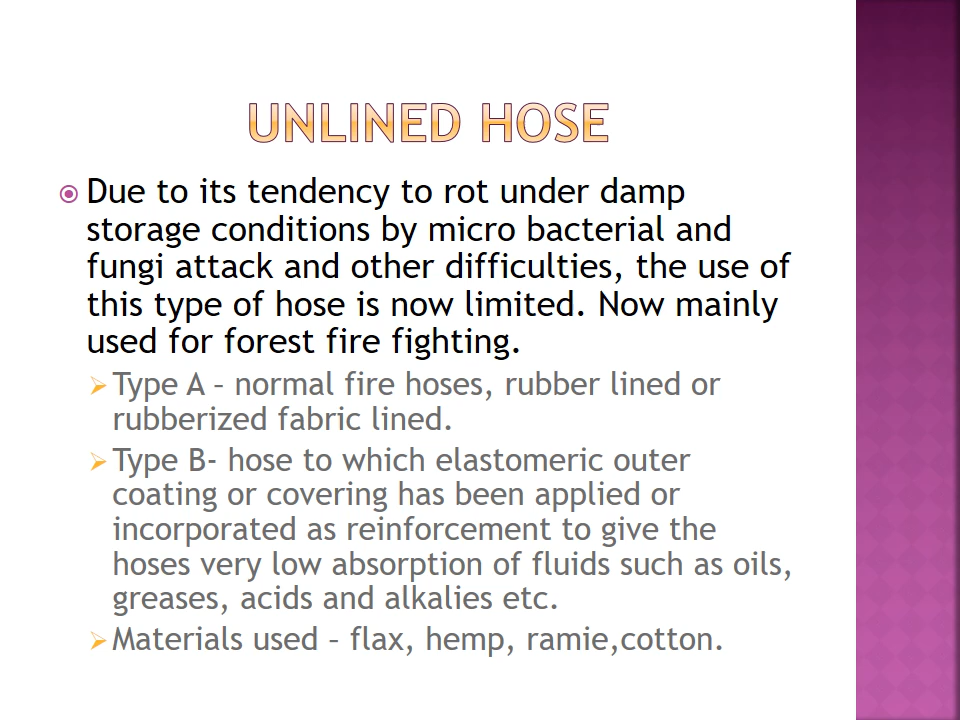 UNLINED HOSE
Due to its tendency to rot under damp
storage conditions by micro bacterial and
fungi attack and other difficulties, the use of
this type of hose is now limited. Now mainly
used for forest fire fighting.
Type A – normal fire hoses, rubber lined or
rubberized fabric lined.
Type B- hose to which elastomeric outer
coating or covering has been applied or
incorporated as reinforcement to give the
hoses very low absorption of fluids such as oils,
greases, acids and alkalies etc.
Materials used – flax, hemp, ramie,cotton.